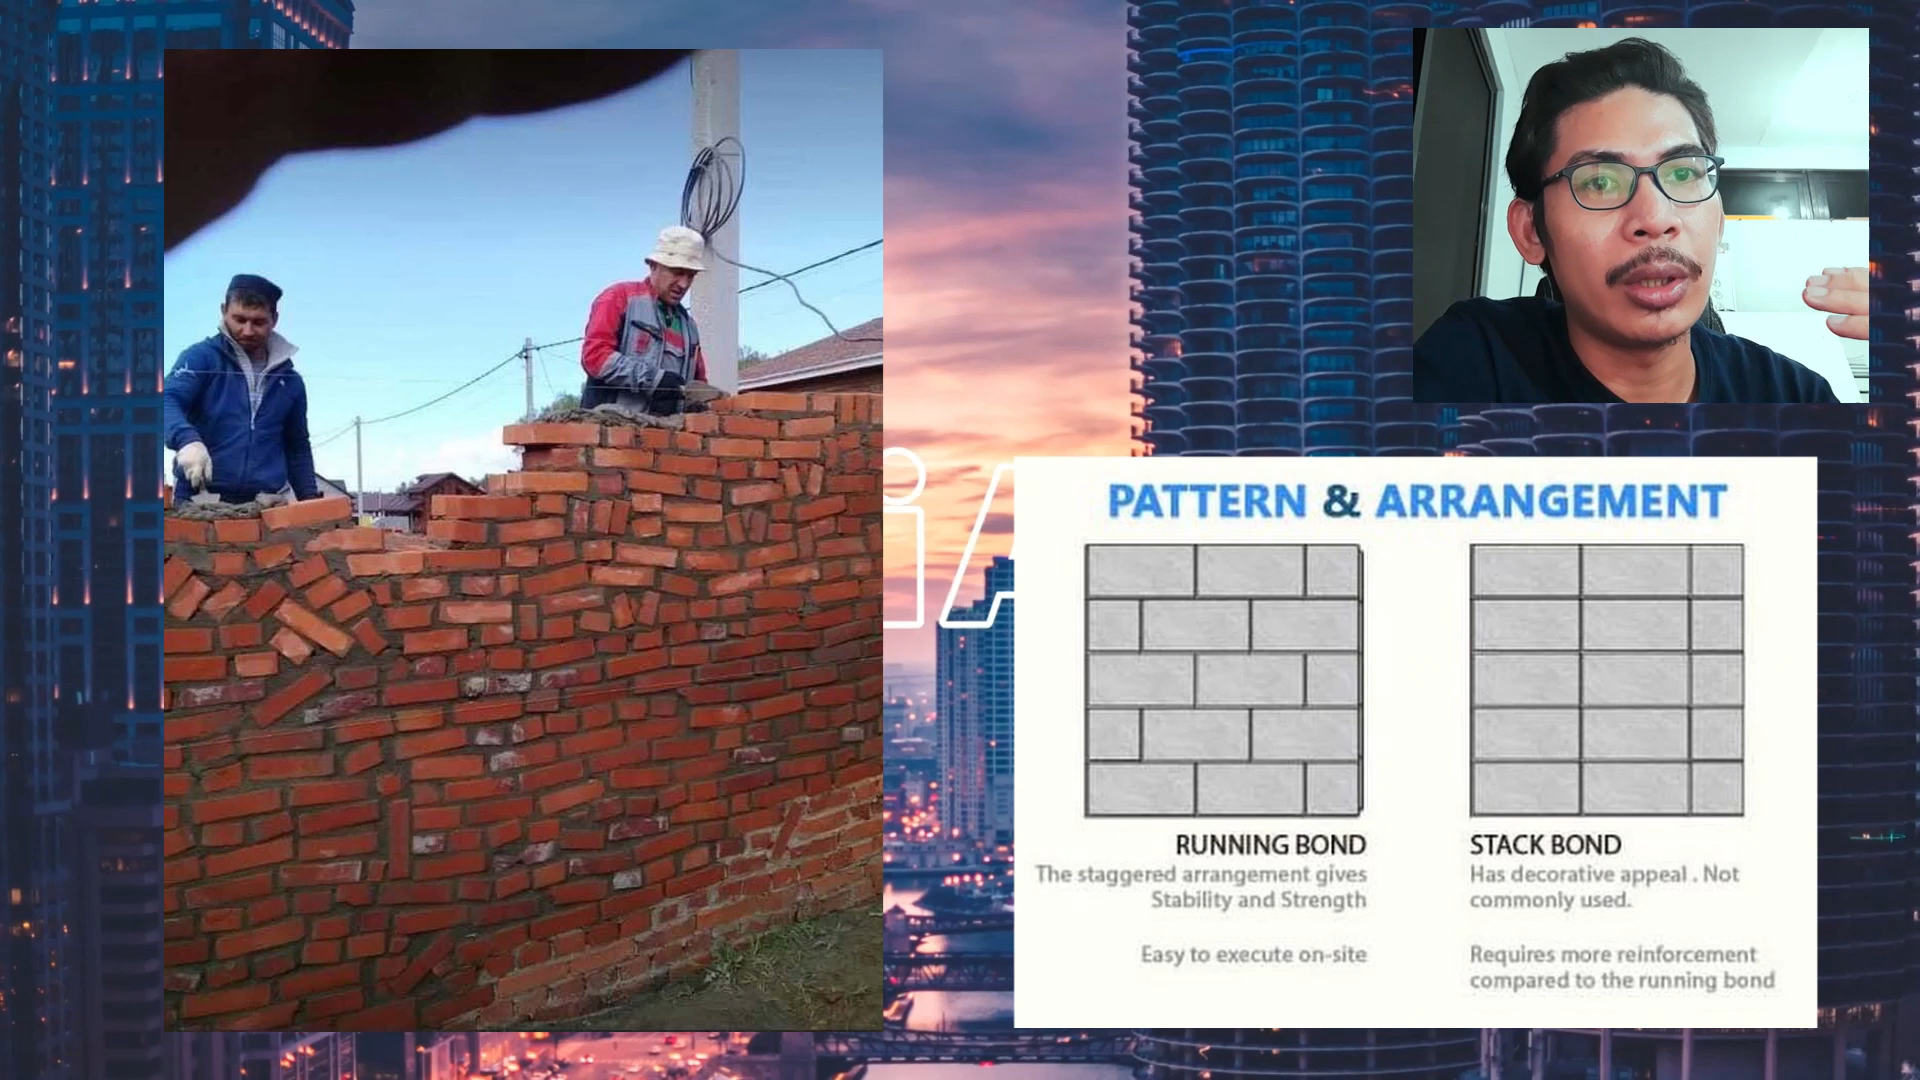 PATTERN & ARRANGEMENT
RUNNING BOND
The staggered arrangement gives
Stability and Strength
Easy to execute on-site
STACK BOND
Has decorative appeal . Not
commonly used.
Requires more reinforcement
compared to the running bond